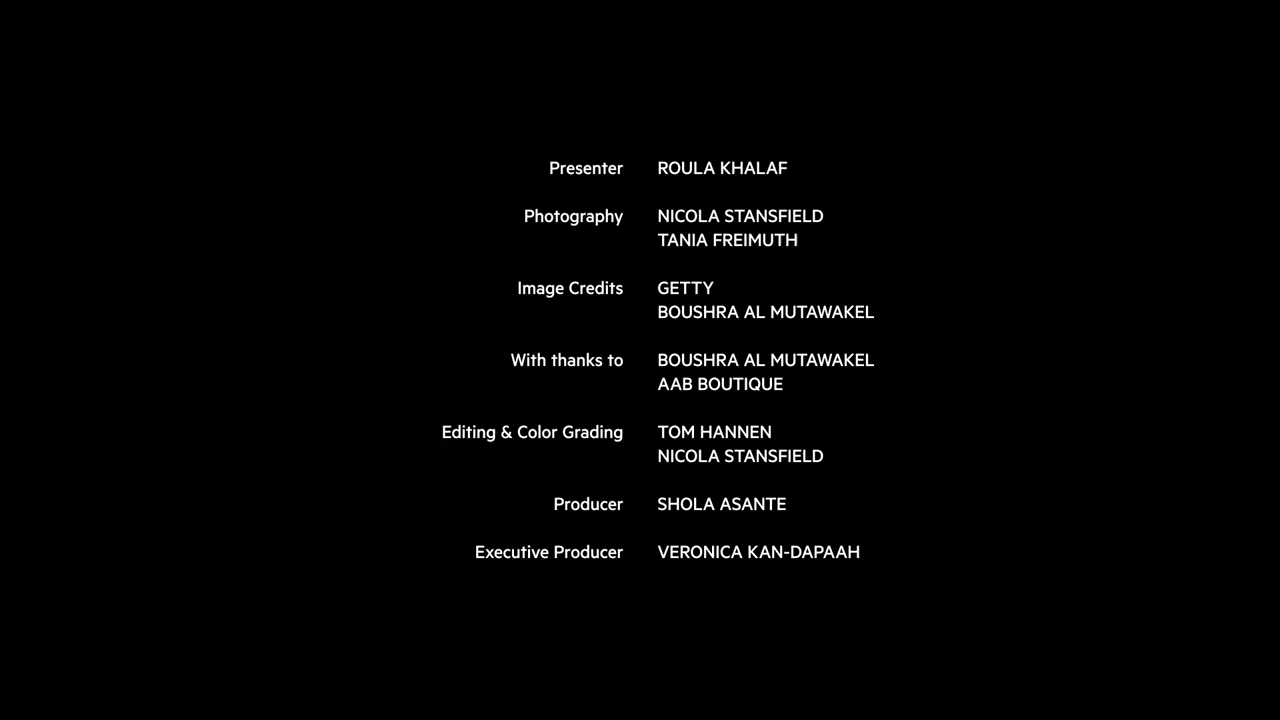 Presenter ROULA KHALAF
Photography NICOLA STANSFIELD
TANIA FREIMUTH
Image Credits GETTY
BOUSHRA AL MUTAWAKEL
With thanks to BOUSHRA AL MUTAWAKEL
AAB BOUTIQUE
Editing & Color Grading TOM HANNEN
NICOLA STANSFIELD
Producer SHOLA ASANTE
Executive Producer VERONICA KAN-DAPAAH